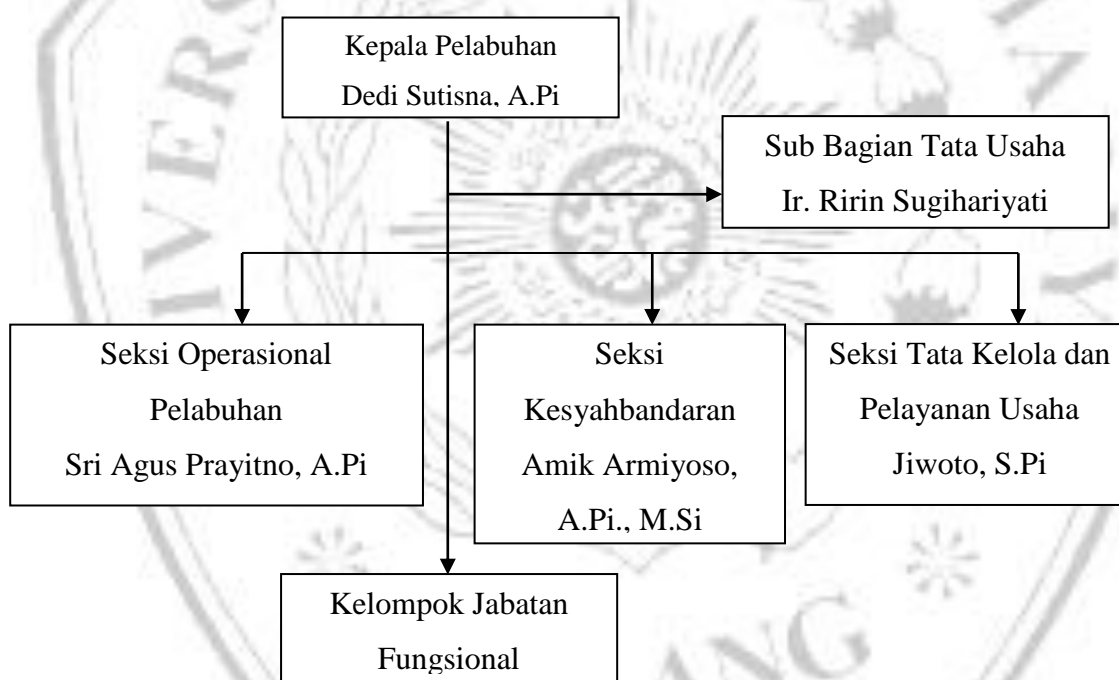 Kepala Pelabuhan
Dedi Sutisna, A.Pi
Sub Bagian Tata Usaha
Ir. Ririn Sugihariyati
Seksi Operasional
Pelabuhan
Sri Agus Prayitno, A.Pi
Seksi
Kesyahbandaran
Amik Armiyoso,
A.Pi., M.Si
Seksi Tata Kelola dan
Pelayanan Usaha
Jiwoto, S.Pi
Kelompok Jabatan
Fungsional